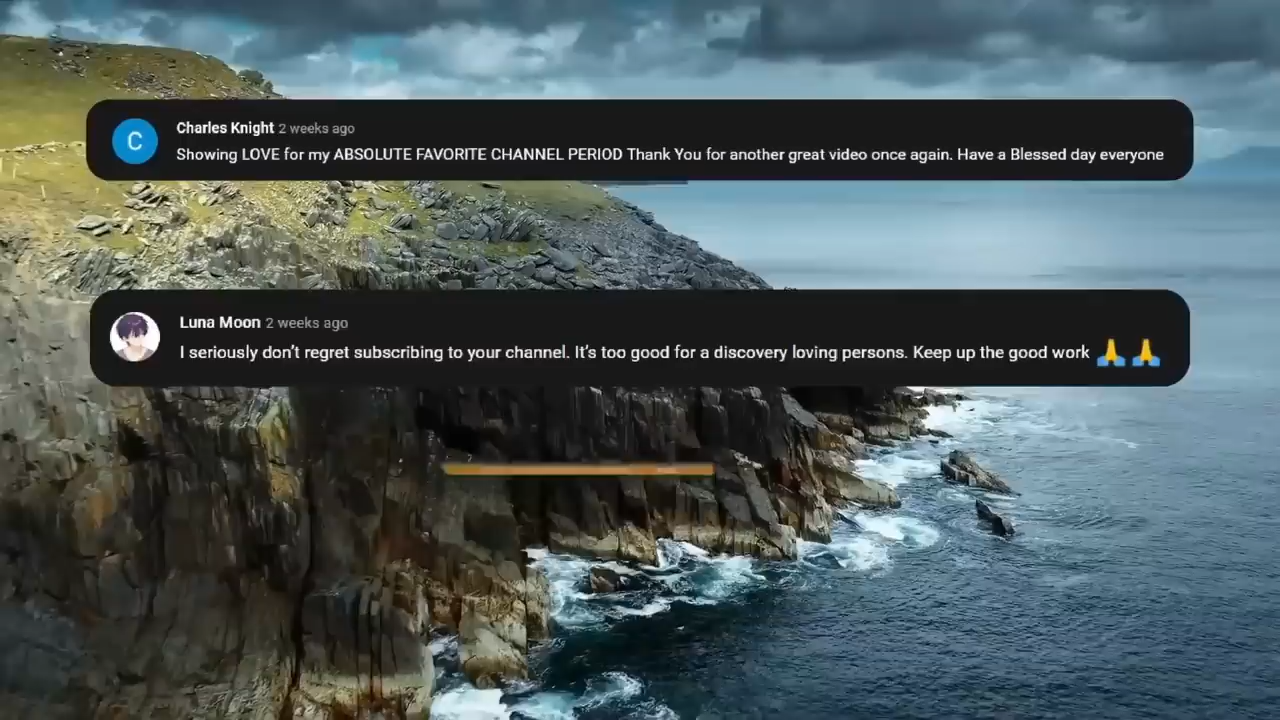 C
Charles Knight 2 weeks ago
Showing LOVE for my ABSOLUTE FAVORITE CHANNEL PERIOD Thank You for another great video once again. Have a Blessed day everyone
Luna Moon 2 weeks ago
I seriously don’t regret subscribing to your channel. It’s too good for a discovery loving persons. Keep up the good work 🙏 🙏